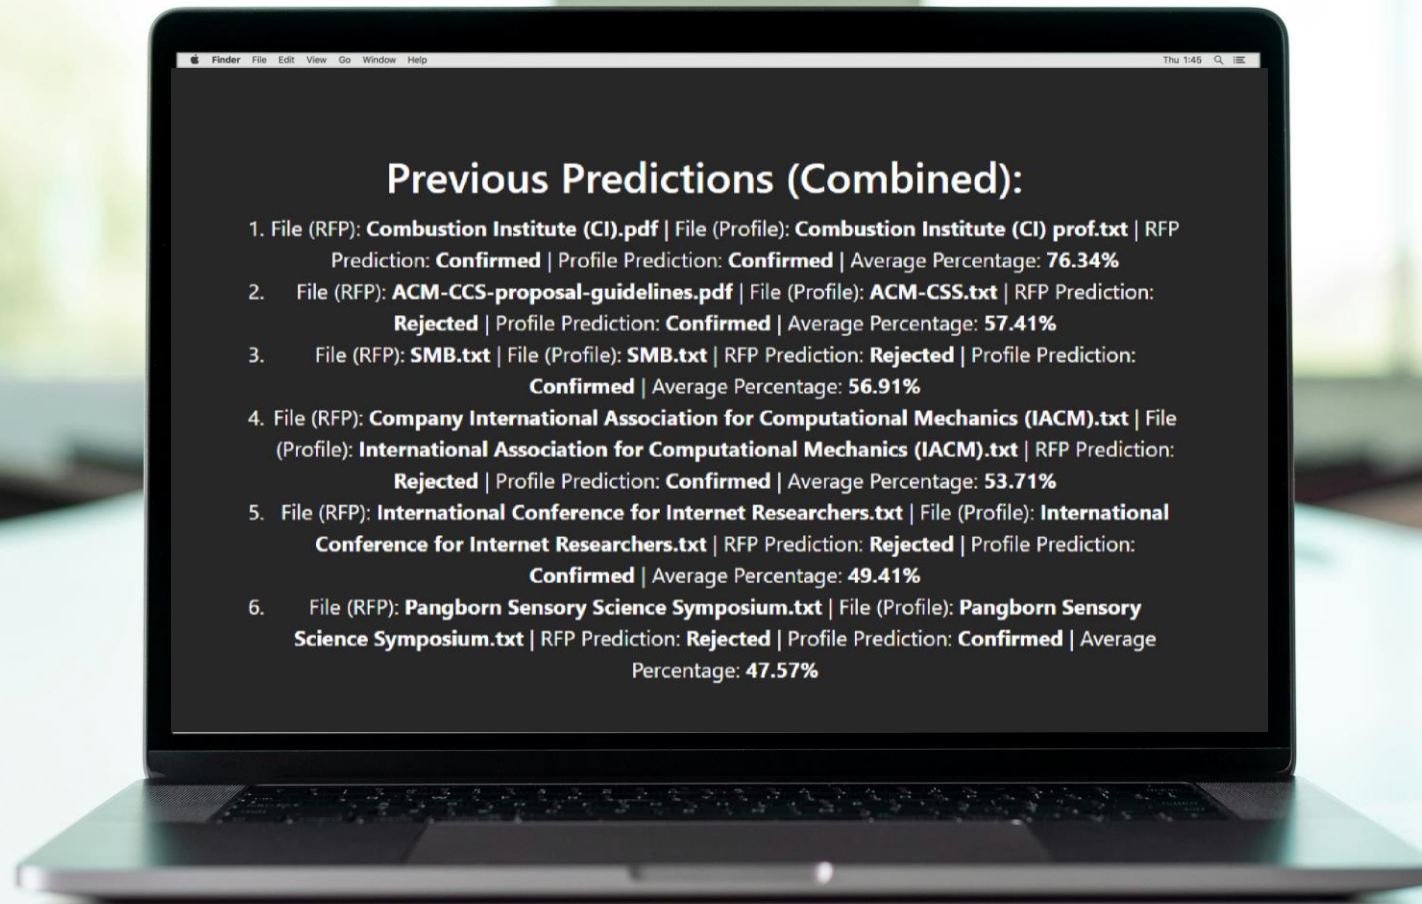 Finder File Edit View Go Window Help Thu 1:45
Previous Predictions (Combined):
1. File (RFP): Combustion Institute (CI).pdf | File (Profile): Combustion Institute (CI) prof.txt | RFP
Prediction: Confirmed | Profile Prediction: Confirmed | Average Percentage: 76.34%
2. File (RFP): ACM-CCS-proposal-guidelines.pdf | File (Profile): ACM-CSS.txt | RFP Prediction:
Rejected | Profile Prediction: Confirmed | Average Percentage: 57.41%
3. File (RFP): SMB.txt | File (Profile): SMB.txt | RFP Prediction: Rejected | Profile Prediction:
Confirmed | Average Percentage: 56.91%
4. File (RFP): Company International Association for Computational Mechanics (IACM).txt | File
(Profile): International Association for Computational Mechanics (IACM).txt | RFP Prediction:
Rejected | Profile Prediction: Confirmed | Average Percentage: 53.71%
5. File (RFP): International Conference for Internet Researchers.txt | File (Profile): International
Conference for Internet Researchers.txt | RFP Prediction: Rejected | Profile Prediction:
Confirmed | Average Percentage: 49.41%
6. File (RFP): Pangborn Sensory Science Symposium.txt | File (Profile): Pangborn Sensory
Science Symposium.txt | RFP Prediction: Rejected | Profile Prediction: Confirmed | Average
Percentage: 47.57%